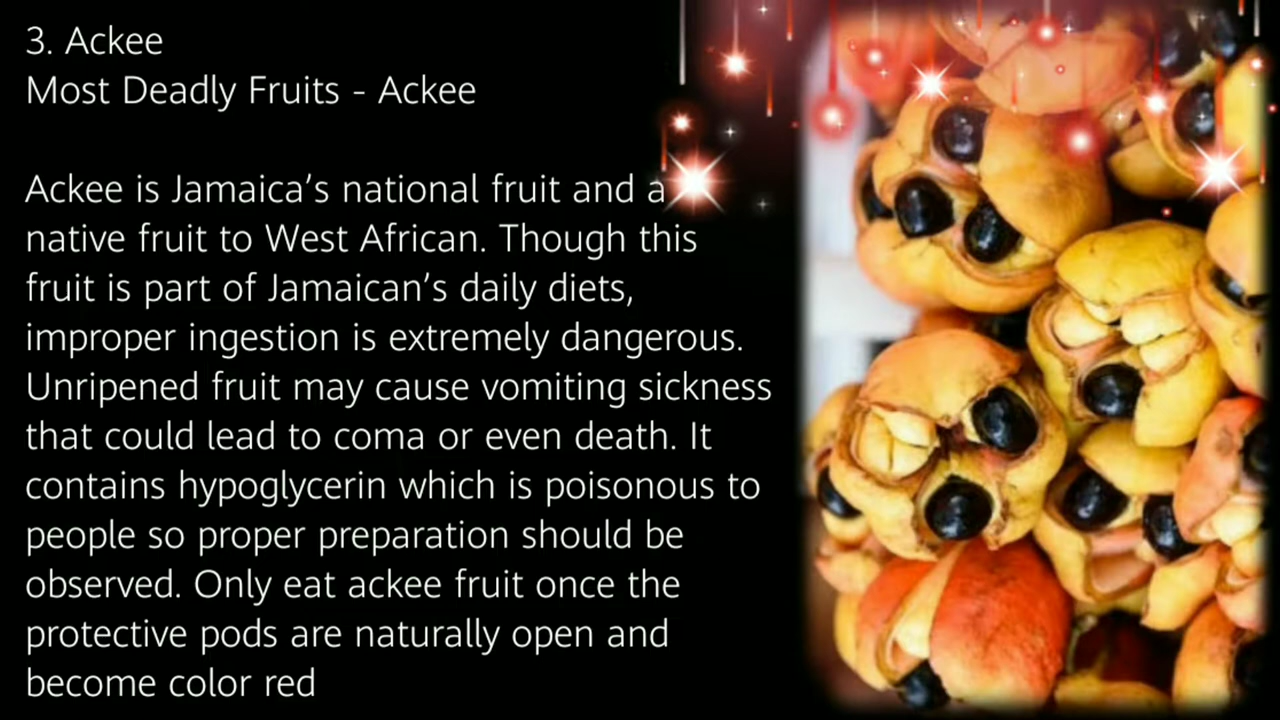 3. Ackee
Most Deadly Fruits - Ackee
Ackee is Jamaica’s national fruit and a
native fruit to West African. Though this
fruit is part of Jamaican’s daily diets,
improper ingestion is extremely dangerous.
Unripened fruit may cause vomiting sickness
that could lead to coma or even death. It
contains hypoglycerin which is poisonous to
people so proper preparation should be
observed. Only eat ackee fruit once the
protective pods are naturally open and
become color red